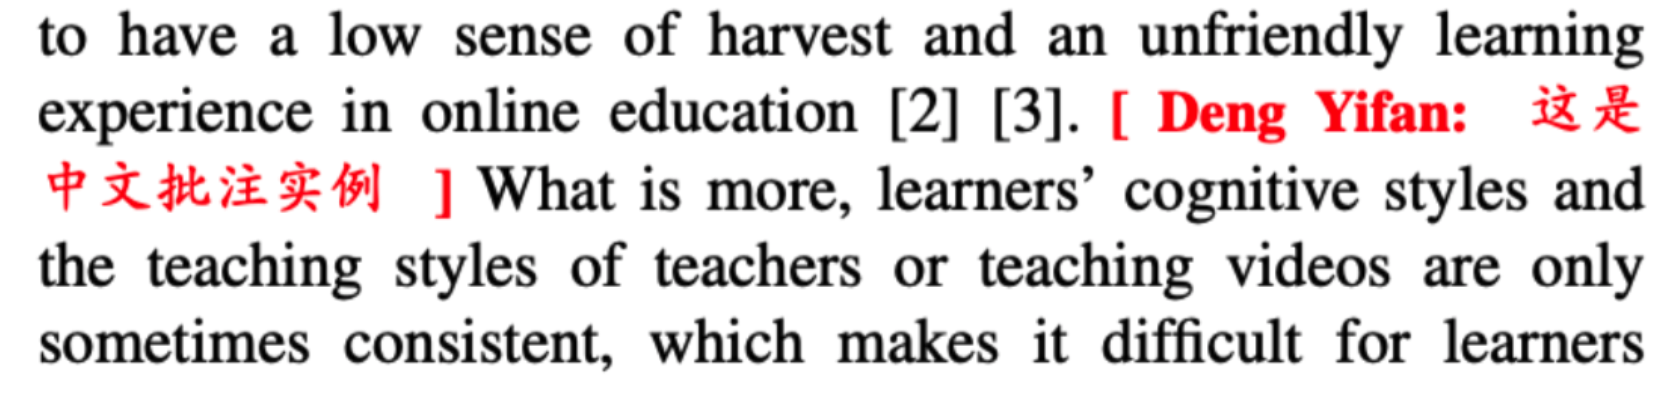 to have a low sense of harvest and an unfriendly learning
experience in online education [2] [3]. [ Deng Yifan: 这是
中文批注实例 ] What is more, learners’ cognitive styles and
the teaching styles of teachers or teaching videos are only
sometimes consistent, which makes it difficult for learners